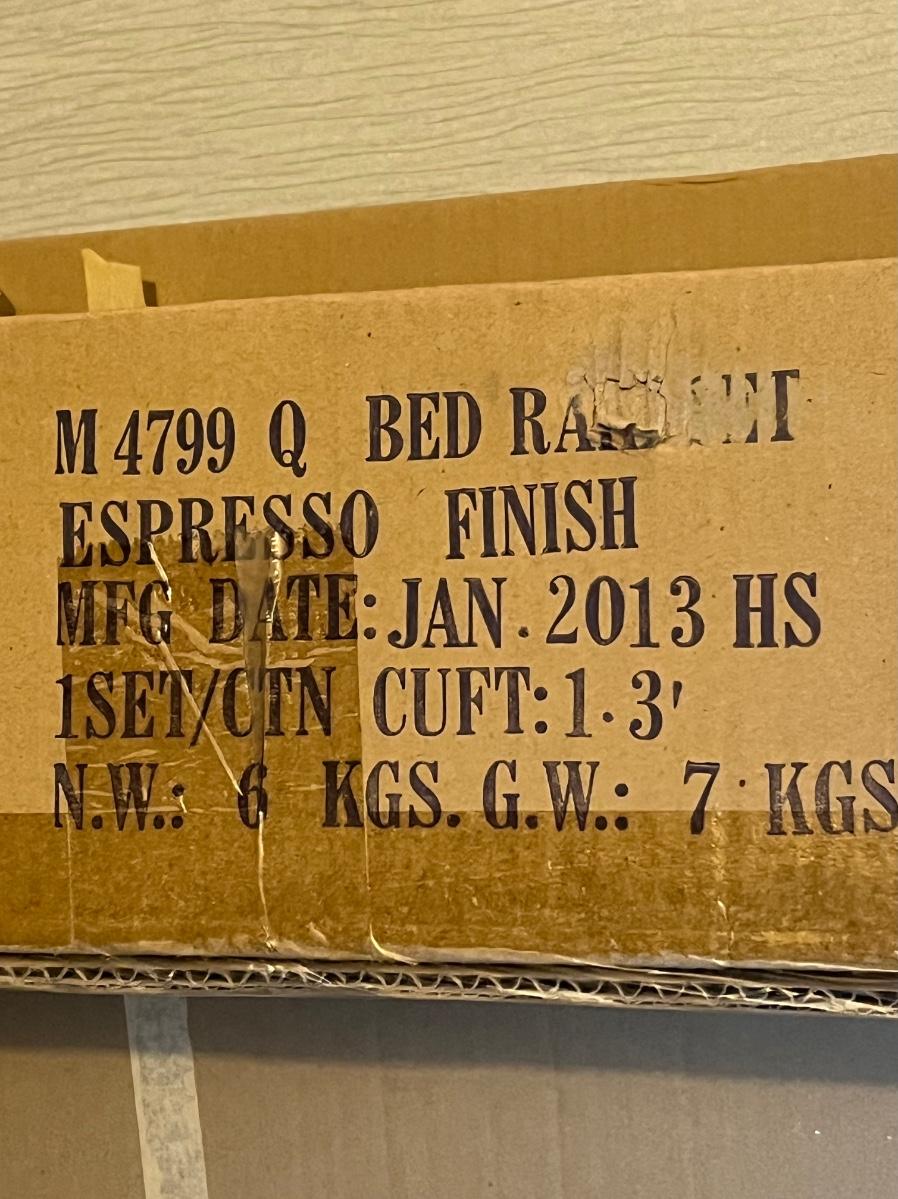 M 4799 Q BED
ESPRESSO FINISH
MFG DATE: JAN. 2013 HS
1SET/CTN CUFT: 1.3'
N.W.: 6 KGS. G.W.: 7 KGS